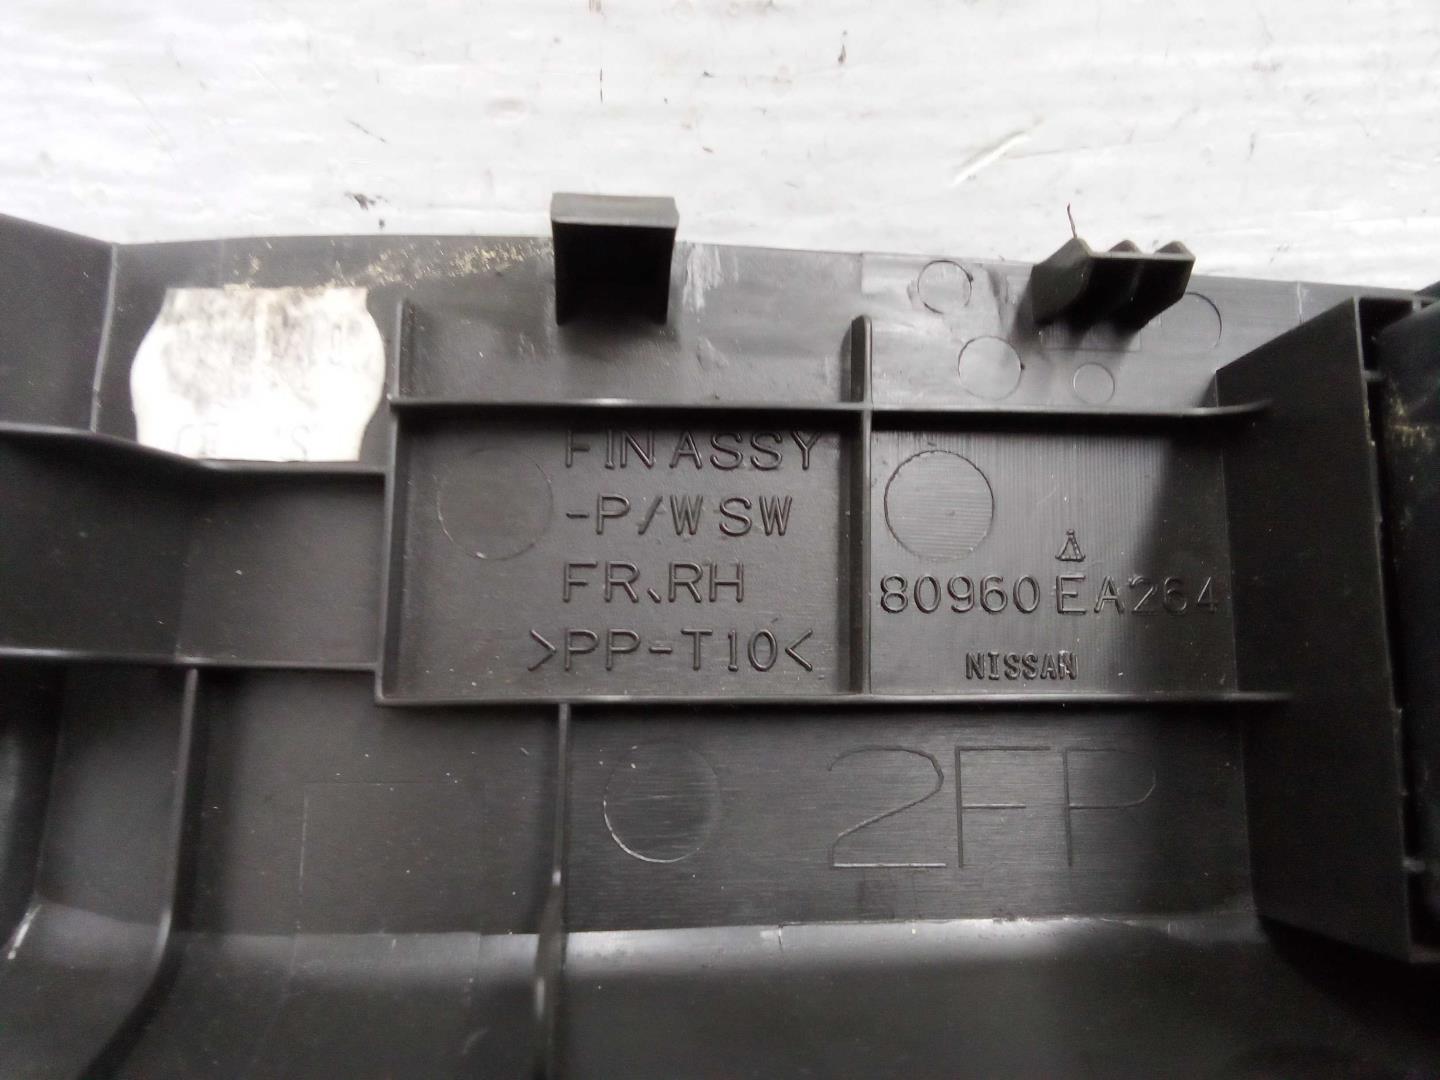 FIN ASSY
-P/W SW
FR.RH
>PP-T10<
80960 EA264
NISSAN
2FP